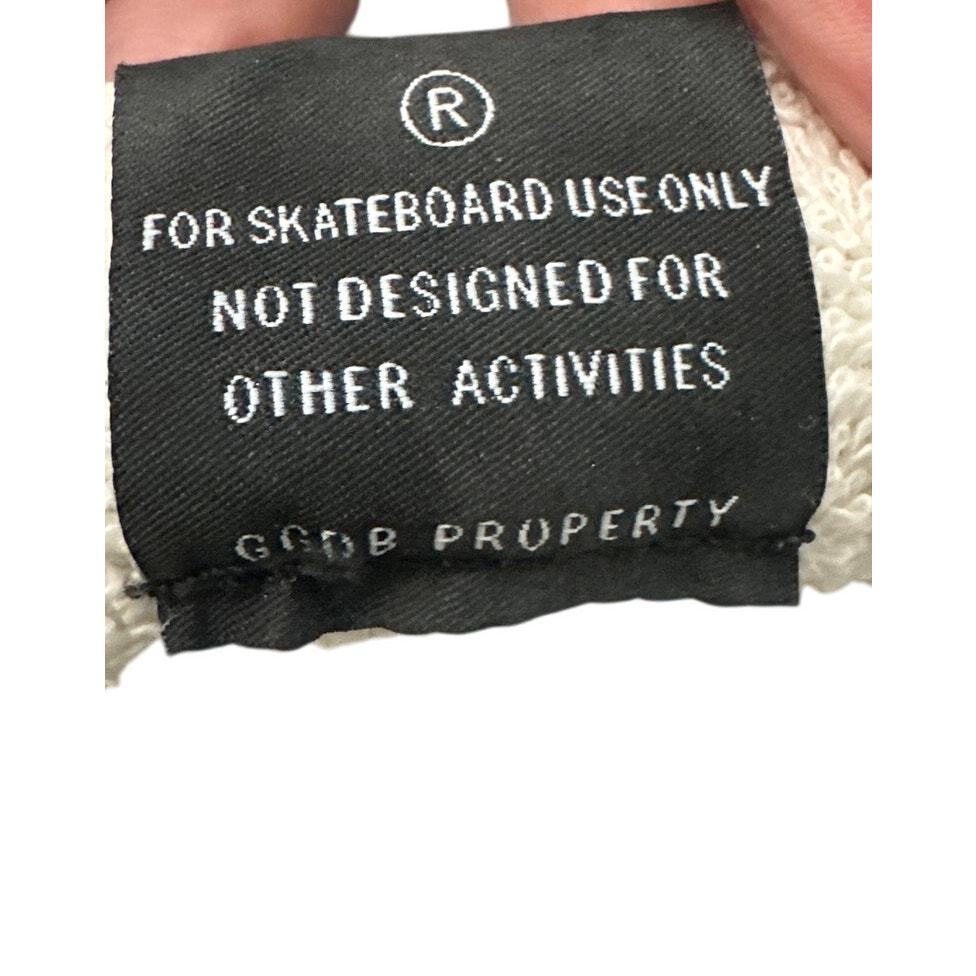 ®
FOR SKATEBOARD USE ONLY
NOT DESIGNED FOR
OTHER ACTIVITIES
GGDB PROPERTY